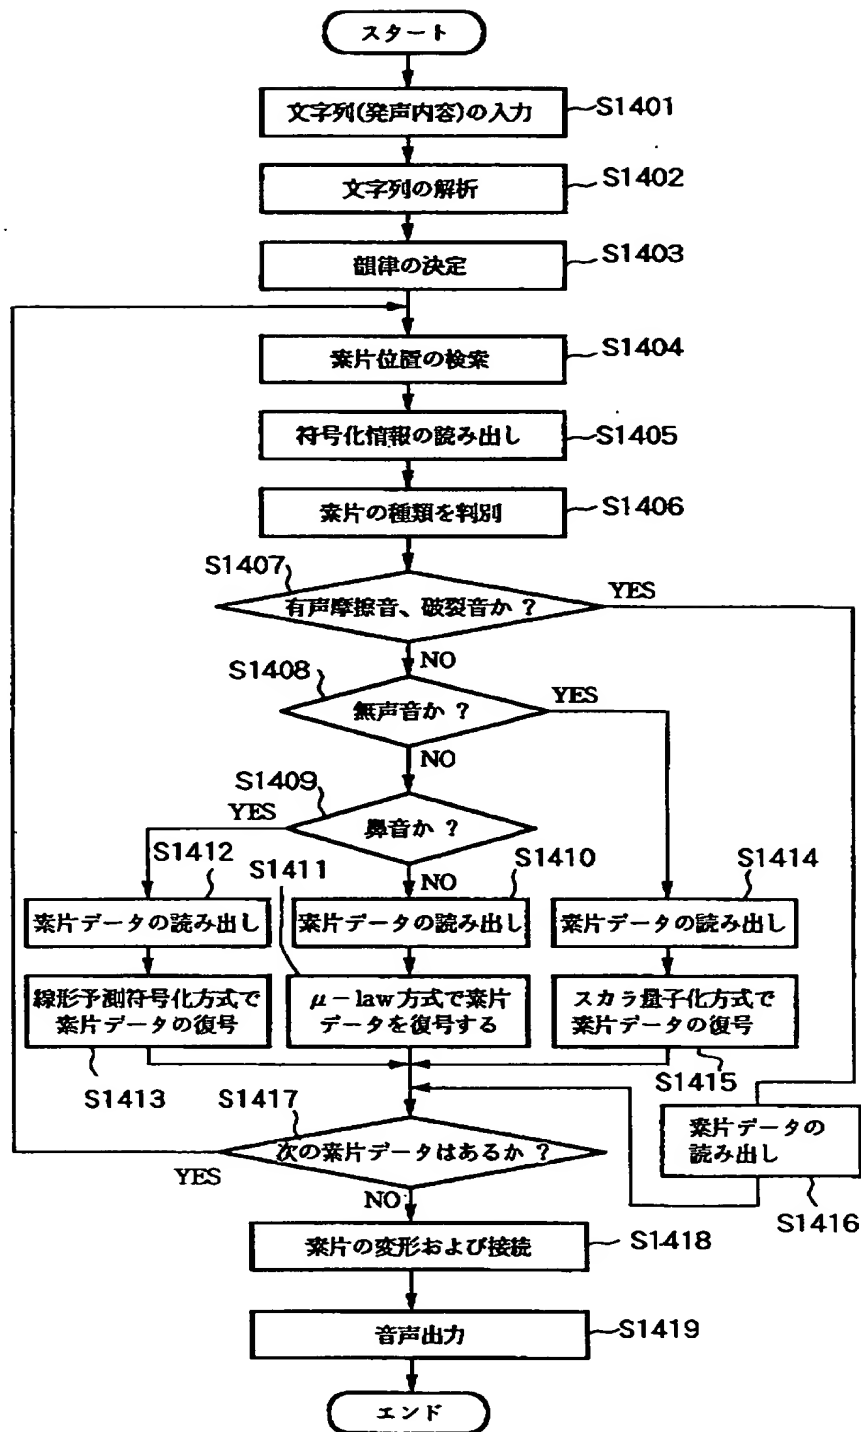 スタート
文字列(発声内容)の入力
S1401
文字列の解析
S1402
韻律の決定
S1403
素片位置の検索
S1404
符号化情報の読み出し
S1405
素片の種類を判別
S1406
S1407
有声摩擦音、破裂音か ?
YES
NO
S1408
無声音か ?
YES
NO
S1409
鼻音か ?
YES
NO
S1412
素片データの読み出し
線形予測符号化方式で
素片データの復号
S1413
S1410
素片データの読み出し
S1411
μ-law 方式で素片
データを復号する
S1414
素片データの読み出し
スカラ量子化方式で
素片データの復号
S1415
素片データの
読み出し
S1416
S1417
次の素片データはあるか ?
YES
NO
素片の変形および接続
S1418
音声出力
S1419
エンド